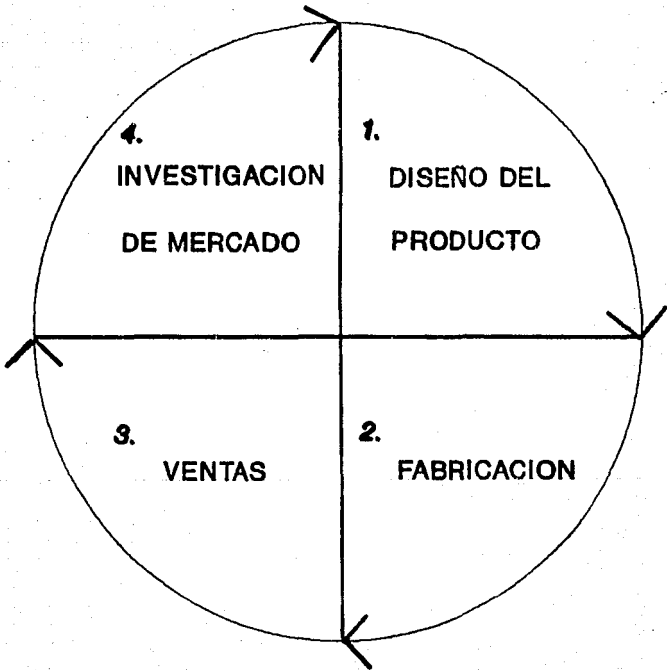 1.
DISEÑO DEL
PRODUCTO
2.
FABRICACION
3.
VENTAS
4.
INVESTIGACION
DE MERCADO